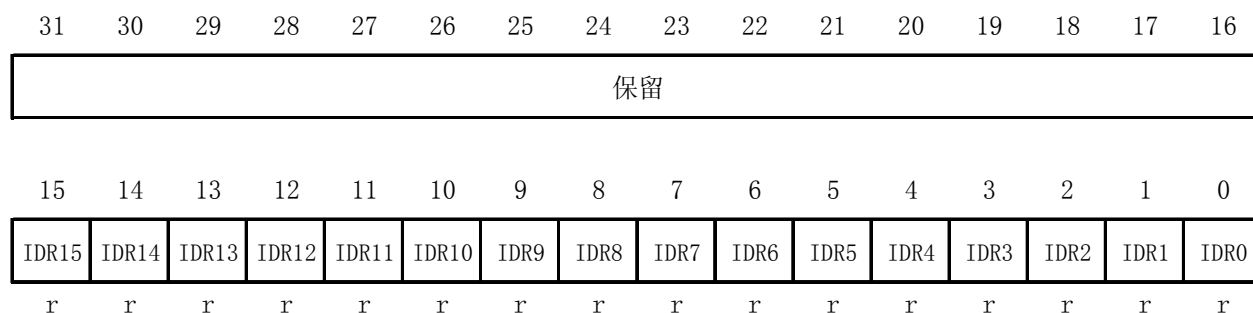 31 30 29 28 27 26 25 24 23 22 21 20 19 18 17 16
保留
15 14 13 12 11 10 9 8 7 6 5 4 3 2 1 0
IDR15 IDR14 IDR13 IDR12 IDR11 IDR10 IDR9 IDR8 IDR7 IDR6 IDR5 IDR4 IDR3 IDR2 IDR1 IDR0
r r r r r r r r r r r r r r r r